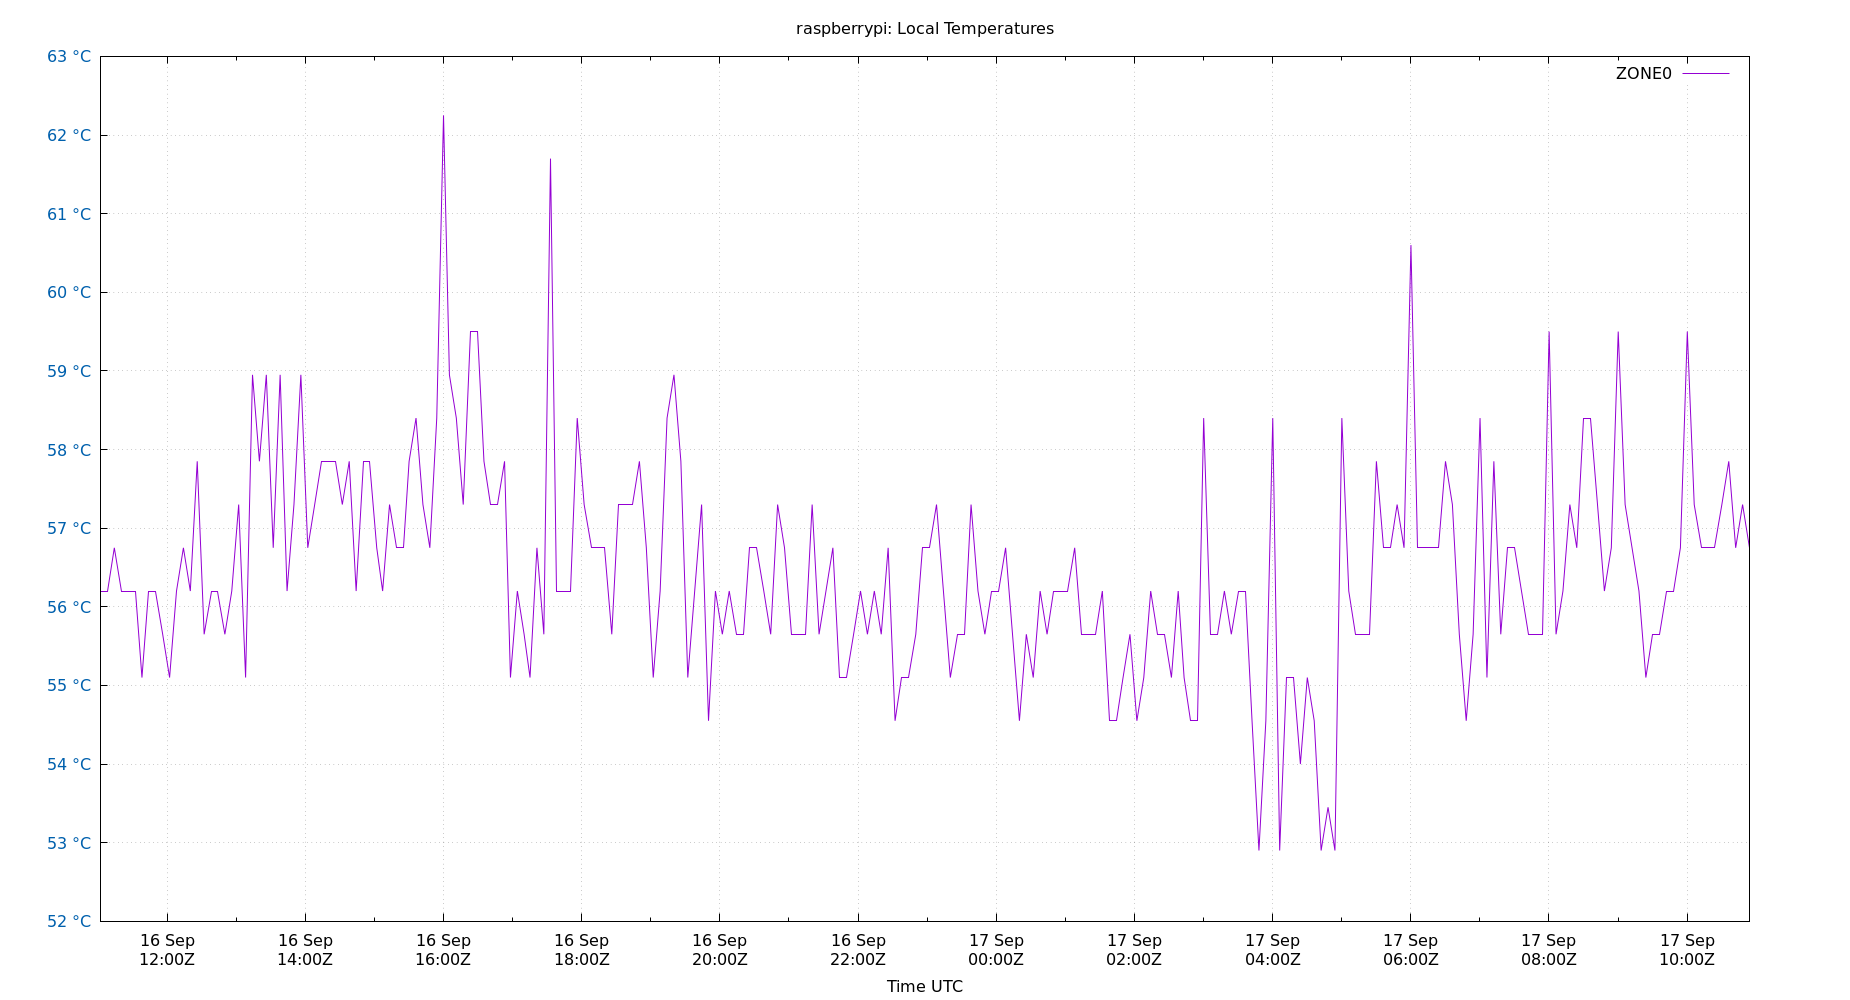 raspberrypi: Local Temperatures
63 °C
ZONE0
62 °C
61 °C
60 °C
59 °C
58 °C
57 °C
56 °C
55 °C
54 °C
53 °C
52 °C
16 Sep 16 Sep 16 Sep 16 Sep 16 Sep 16 Sep 17 Sep 17 Sep 17 Sep 17 Sep 17 Sep 17 Sep
12:00Z 14:00Z 16:00Z 18:00Z 20:00Z 22:00Z 00:00Z 02:00Z 04:00Z 06:00Z 08:00Z 10:00Z
Time UTC